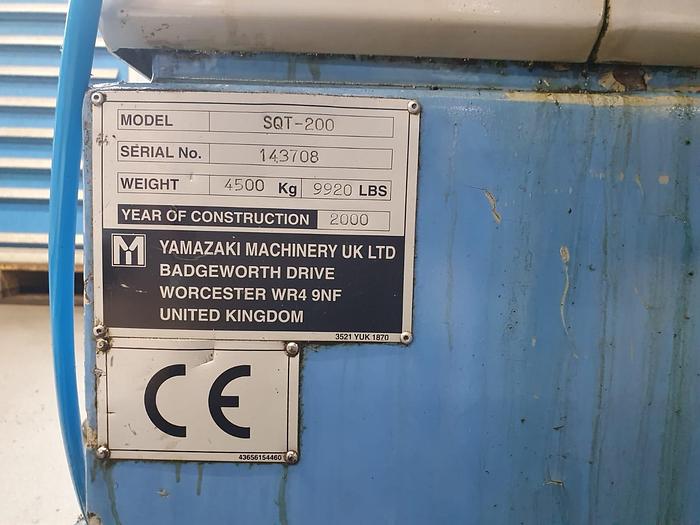 MODEL SQT-200
SERIAL No. 143708
WEIGHT 4500 Kg 9920 LBS
YEAR OF CONSTRUCTION 2000
M YAMAZAKI MACHINERY UK LTD
BADGEWORTH DRIVE
WORCESTER WR4 9NF
UNITED KINGDOM
3521 YUK 1870
CE
43656154460